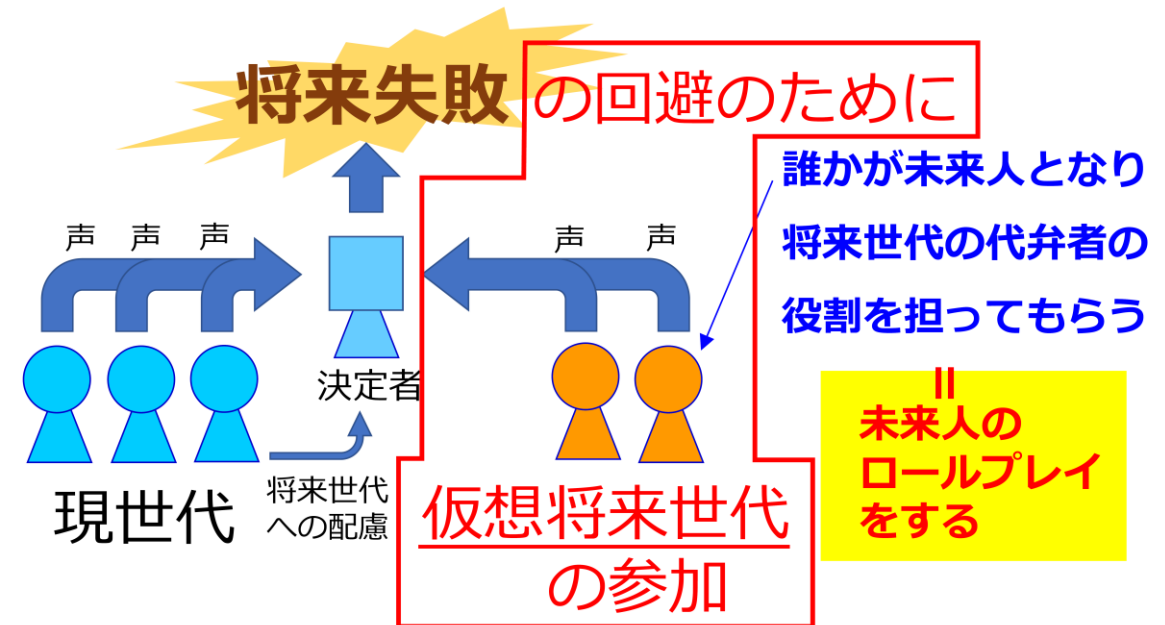 将来失敗の回避のために
誰かが未来人となり
将来世代の代弁者の
役割を担ってもらう
=
未来人の
ロールプレイ
をする
声 声 声
声 声
決定者
将来世代
への配慮
現世代
仮想将来世代
の参加